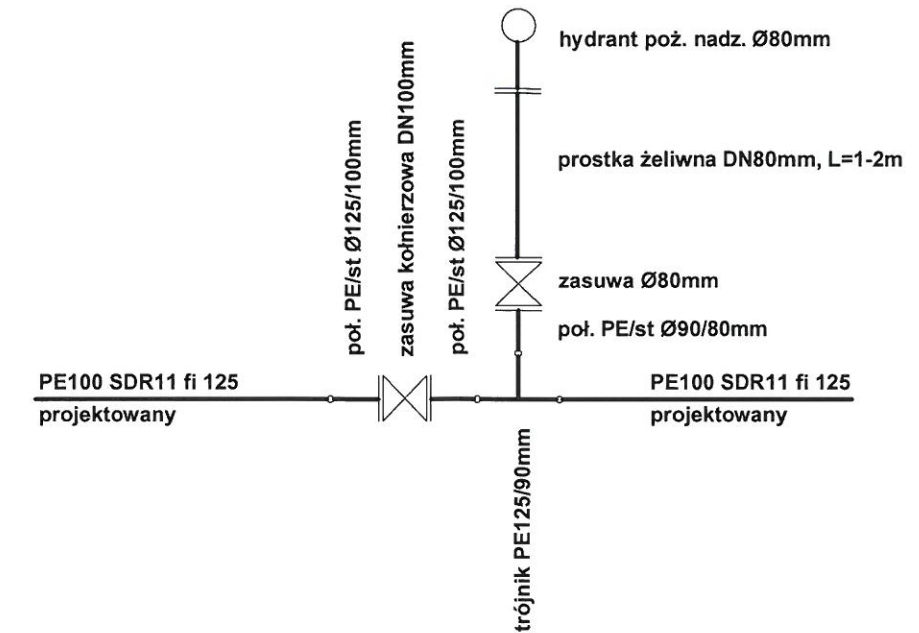 hydrant poż. nadz. Ø80mm
prostka żeliwna DN80mm, L=1-2m
poł. PE/st Ø125/100mm
zasuwa kołnierzowa DN100mm
poł. PE/st Ø125/100mm
zasuwa Ø80mm
poł. PE/st Ø90/80mm
PE100 SDR11 fi 125
projektowany
PE100 SDR11 fi 125
projektowany
trójnik PE125/90mm